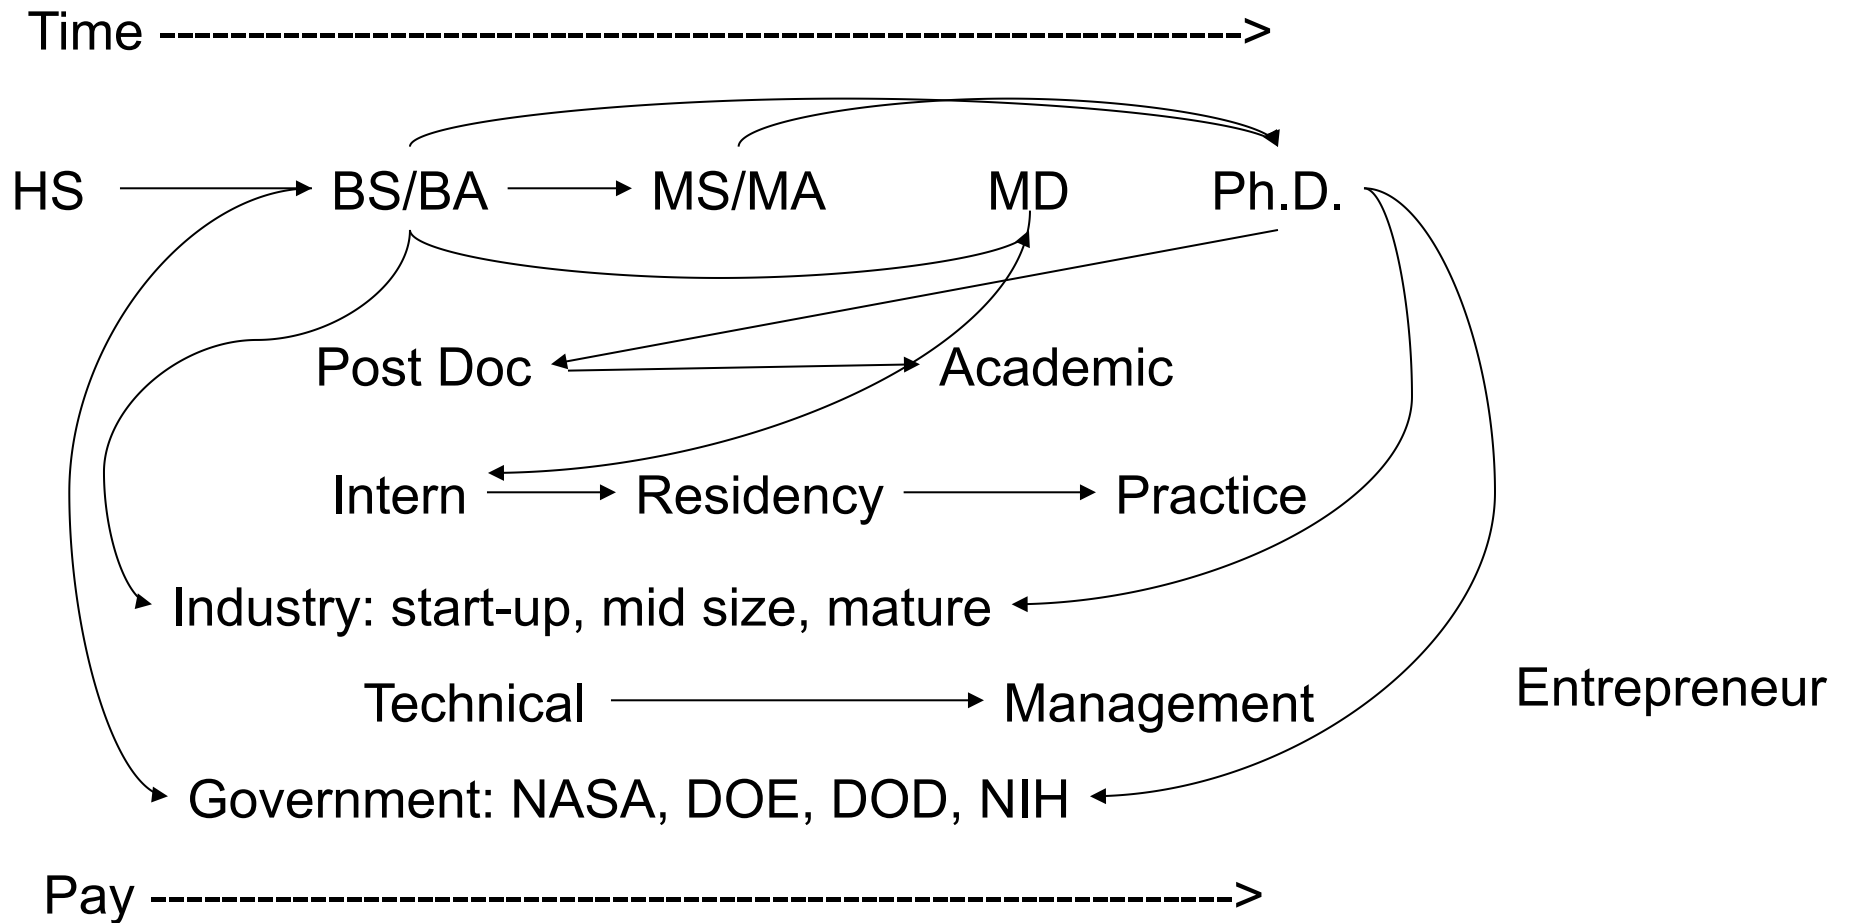 Time ------------------------------------------------------------->
HS BS/BA MS/MA MD Ph.D.
Post Doc Academic
Intern Residency Practice
Industry: start-up, mid size, mature
Technical Management Entrepreneur
Government: NASA, DOE, DOD, NIH
Pay ------------------------------------------------------------->